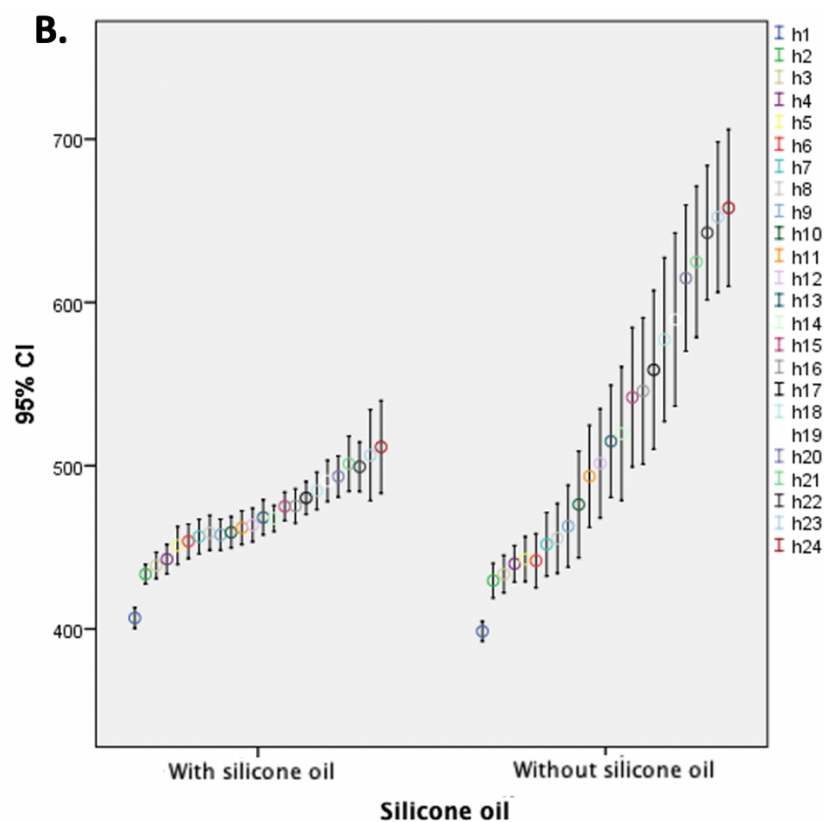 B.
700
600
500
400
95% CI
With silicone oil
Without silicone oil
Silicone oil
h1
h2
h3
h4
h5
h6
h7
h8
h9
h10
h11
h12
h13
h14
h15
h16
h17
h18
h19
h20
h21
h22
h23
h24